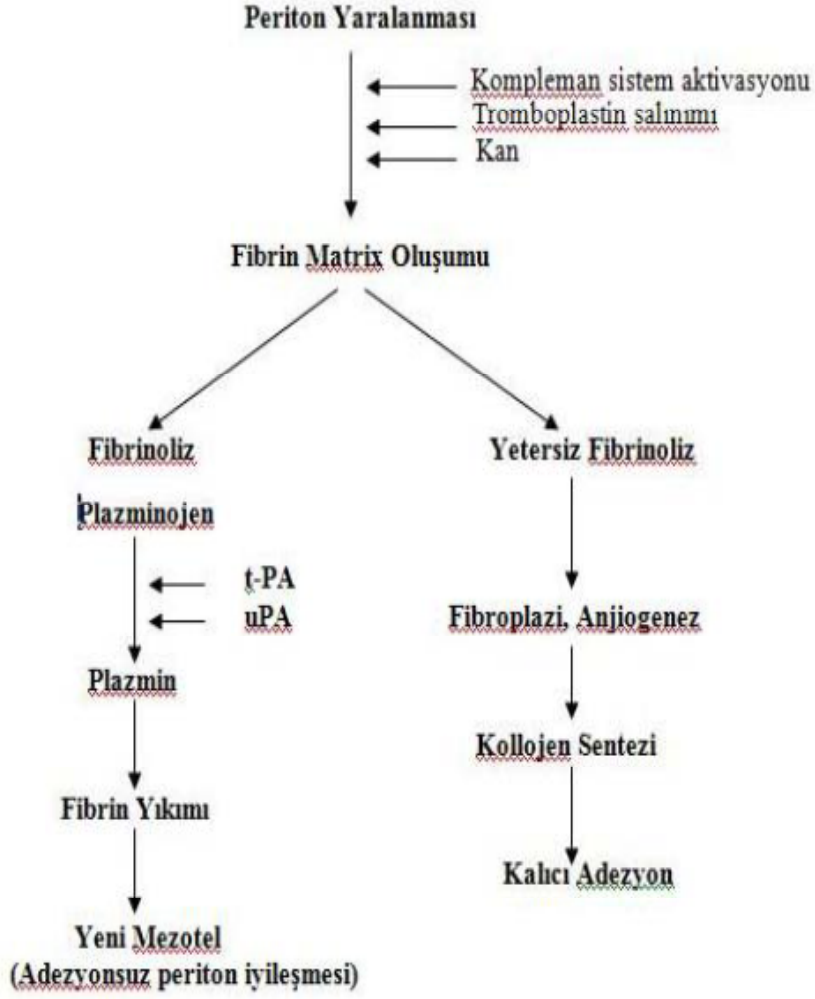 Periton Yaralanması
Kompleman sistem aktivasyonu
Tromboplastin salınımı
Kan
Fibrin Matrix Oluşumu
Fibrinoliz
Yetersiz Fibrinoliz
Plazminojen
t-PA
uPA
Fibroplazi, Anjiogenez
Plazmin
Kollojen Sentezi
Fibrin Yıkımı
Kalıcı Adezyon
Yeni Mezotel
(Adezyonsuz periton iyileşmesi)